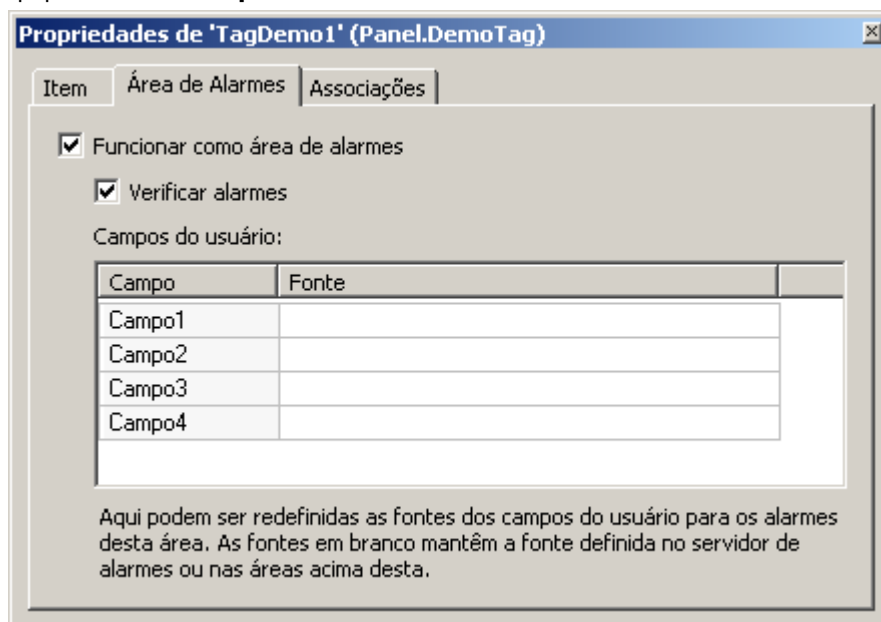 Propriedades de 'TagDemo1' (Panel.DemoTag)
Item Área de Alarmes Associações
Funcionar como área de alarmes
Verificar alarmes
Campos do usuário:
Campo Fonte
Campo1
Campo2
Campo3
Campo4
Aqui podem ser redefinidas as fontes dos campos do usuário para os alarmes
desta área. As fontes em branco mantêm a fonte definida no servidor de
alarmes ou nas áreas acima desta.